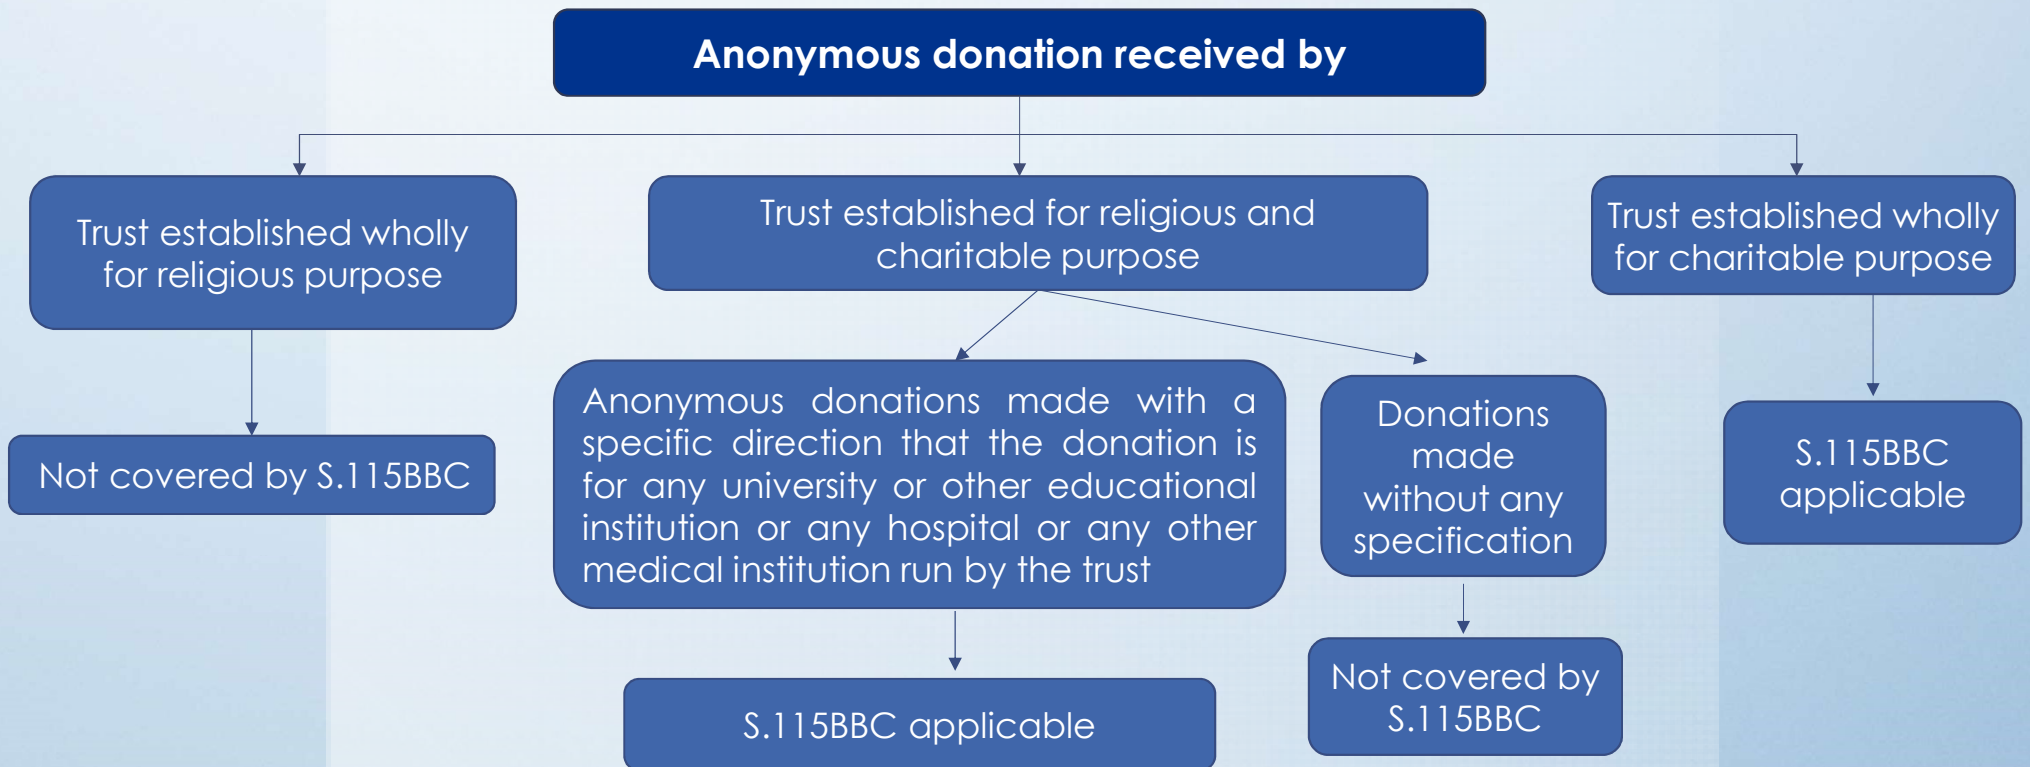 Anonymous donation received by
Trust established wholly
for religious purpose
Trust established for religious and
charitable purpose
Trust established wholly
for charitable purpose
Not covered by S.115BBC
Anonymous donations made with a
specific direction that the donation is
for any university or other educational
institution or any hospital or any other
medical institution run by the trust
Donations
made
without any
specification
S.115BBC
applicable
S.115BBC applicable
Not covered by
S.115BBC